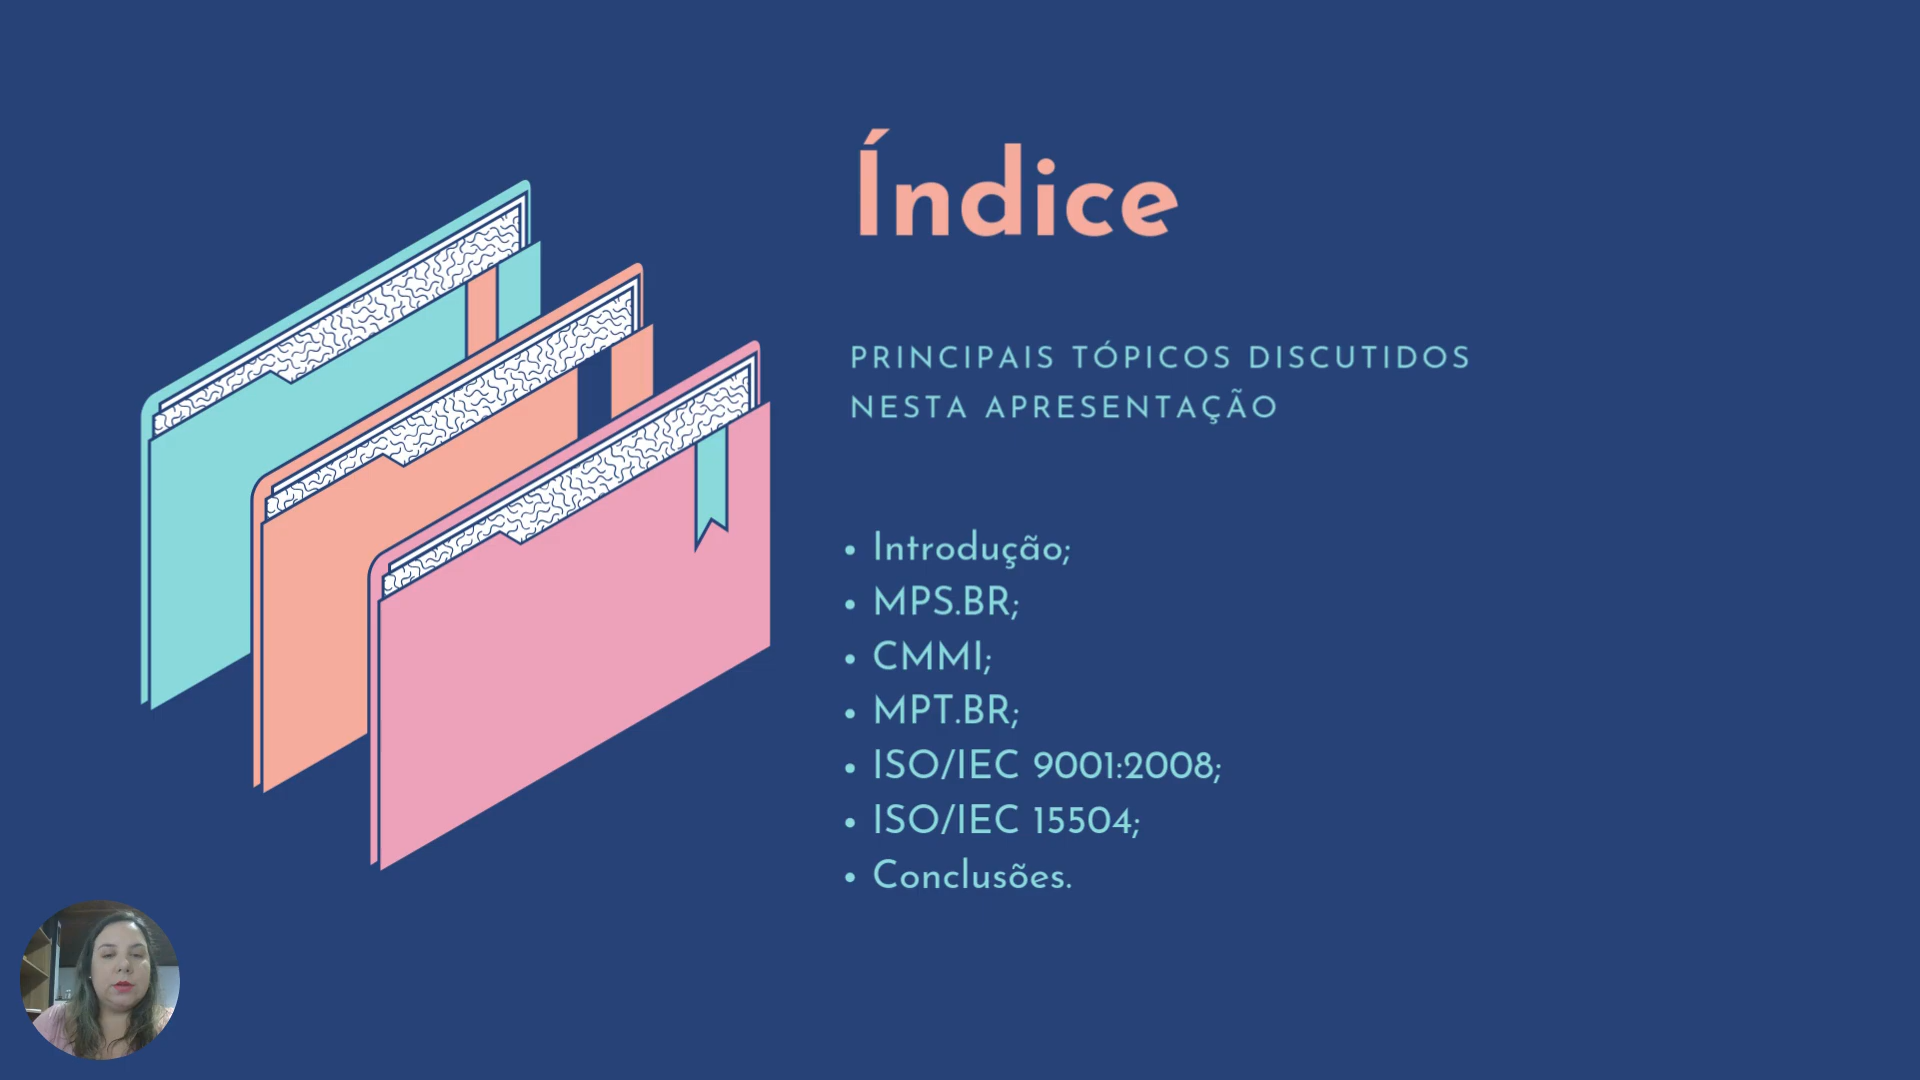 Índice
PRINCIPAIS TÓPICOS DISCUTIDOS
NESTA APRESENTAÇÃO
• Introdução;
• MPS.BR;
• CMMI;
• MPT.BR;
• ISO/IEC 9001:2008;
• ISO/IEC 15504;
• Conclusões.